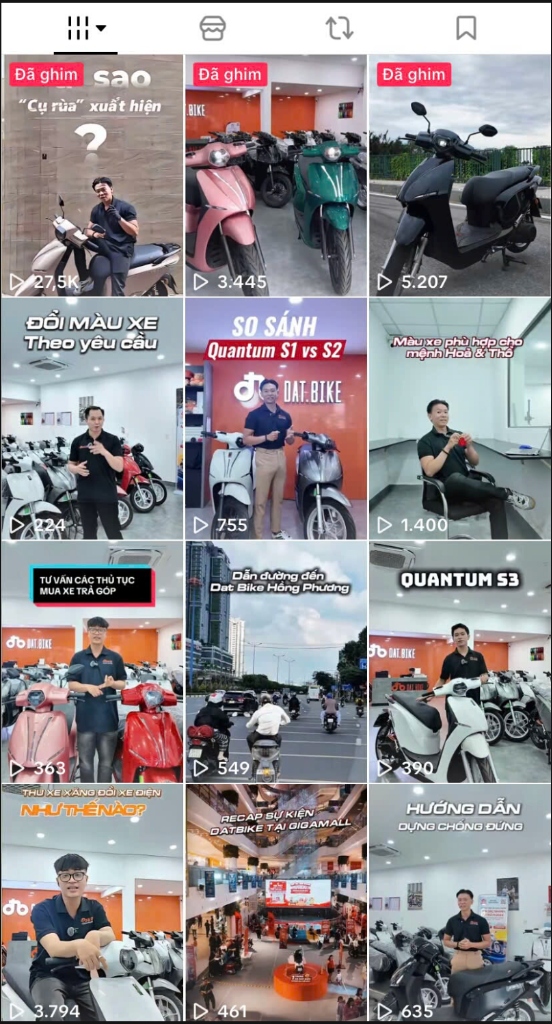 Đã ghim
sao
"Cụ rùa" xuất hiện
?
27,5K
Đã ghim
.BIKE
3.445
Đã ghim
5.207
ĐỔI MÀU XE
Theo yêu cầu
224
SO SÁNH
Quantum S1 vs S2
DAT.BIKE
755
Màu xe phù hợp cho
mệnh Hoả & Thổ
1.400
TƯ VẤN CÁC THỦ TỤC
MUA XE TRẢ GÓP
DAT.BIKE
363
Dẫn đường đến
Dat Bike Hồng Phương
549
QUANTUM S3
DAT.BIKE
390
THU XE XĂNG ĐỔI XE ĐIỆN
NHƯ THẾ NÀO?
3.794
RECAP SỰ KIỆN
DATBIKE TẠI GIGAMALL
461
HƯỚNG DẪN
DỰNG CHỐNG ĐỨNG
635